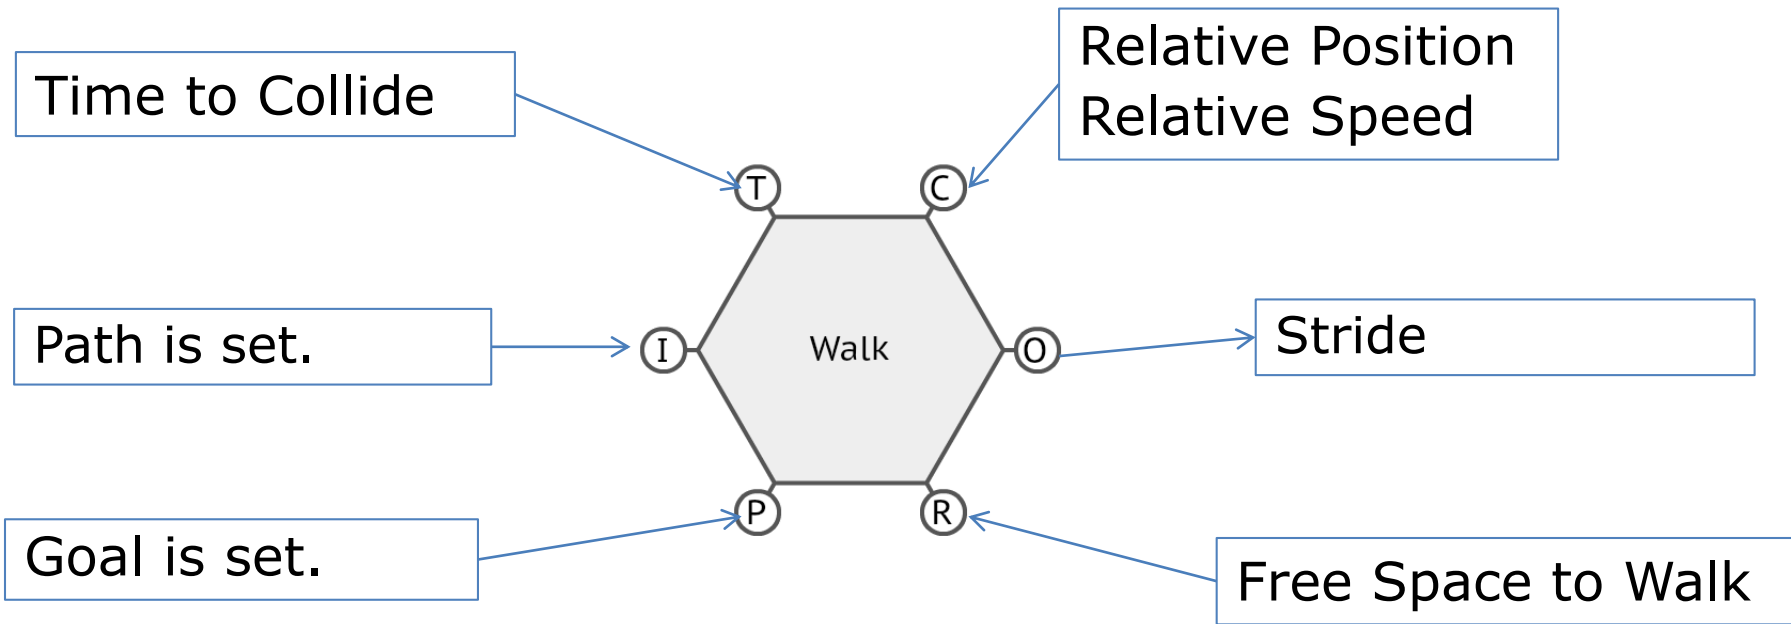 Relative Position
Relative Speed
Time to Collide
T
C
Path is set.
I
Walk
O
Stride
Goal is set.
P
R
Free Space to Walk